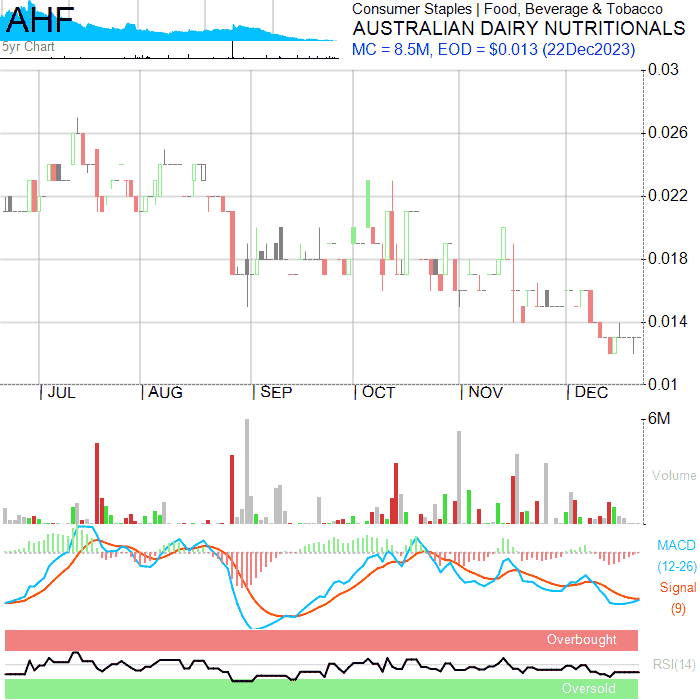 AHF
5yr Chart
Consumer Staples | Food, Beverage & Tobacco
AUSTRALIAN DAIRY NUTRITIONALS
MC = 8.5M, EOD = $0.013 (22Dec2023)
0.03
0.026
0.022
0.018
0.014
0.01
| JUL | AUG | SEP | OCT | NOV | DEC
6M
Volume
MACD
(12-26)
Signal
(9)
Overbought
RSI(14)
Oversold